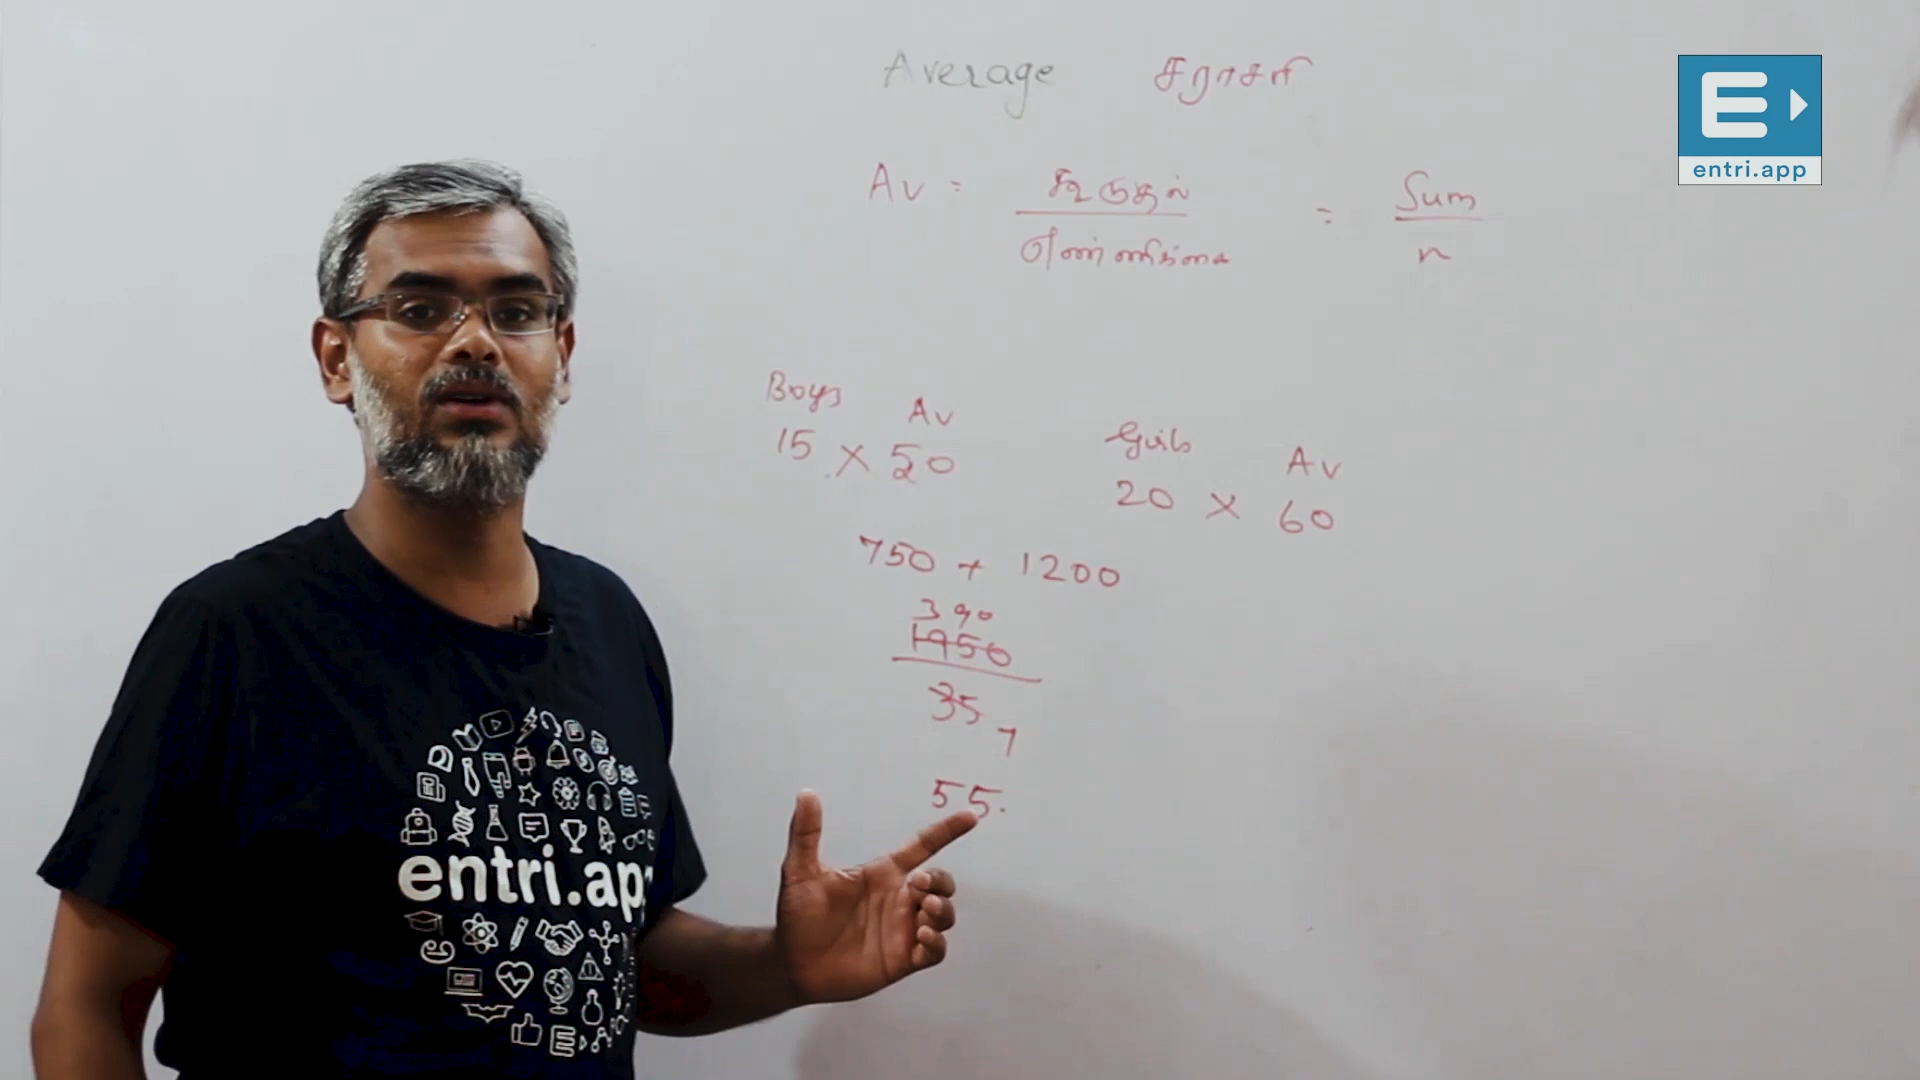 Average சராசரி
E
entri.app
Av = கூடுதல் = Sum
எண்ணிக்கை n
Boys Av
15 × 50
Girls Av
20 × 60
750 + 1200
390
1950
35
7
55.
entri.ap